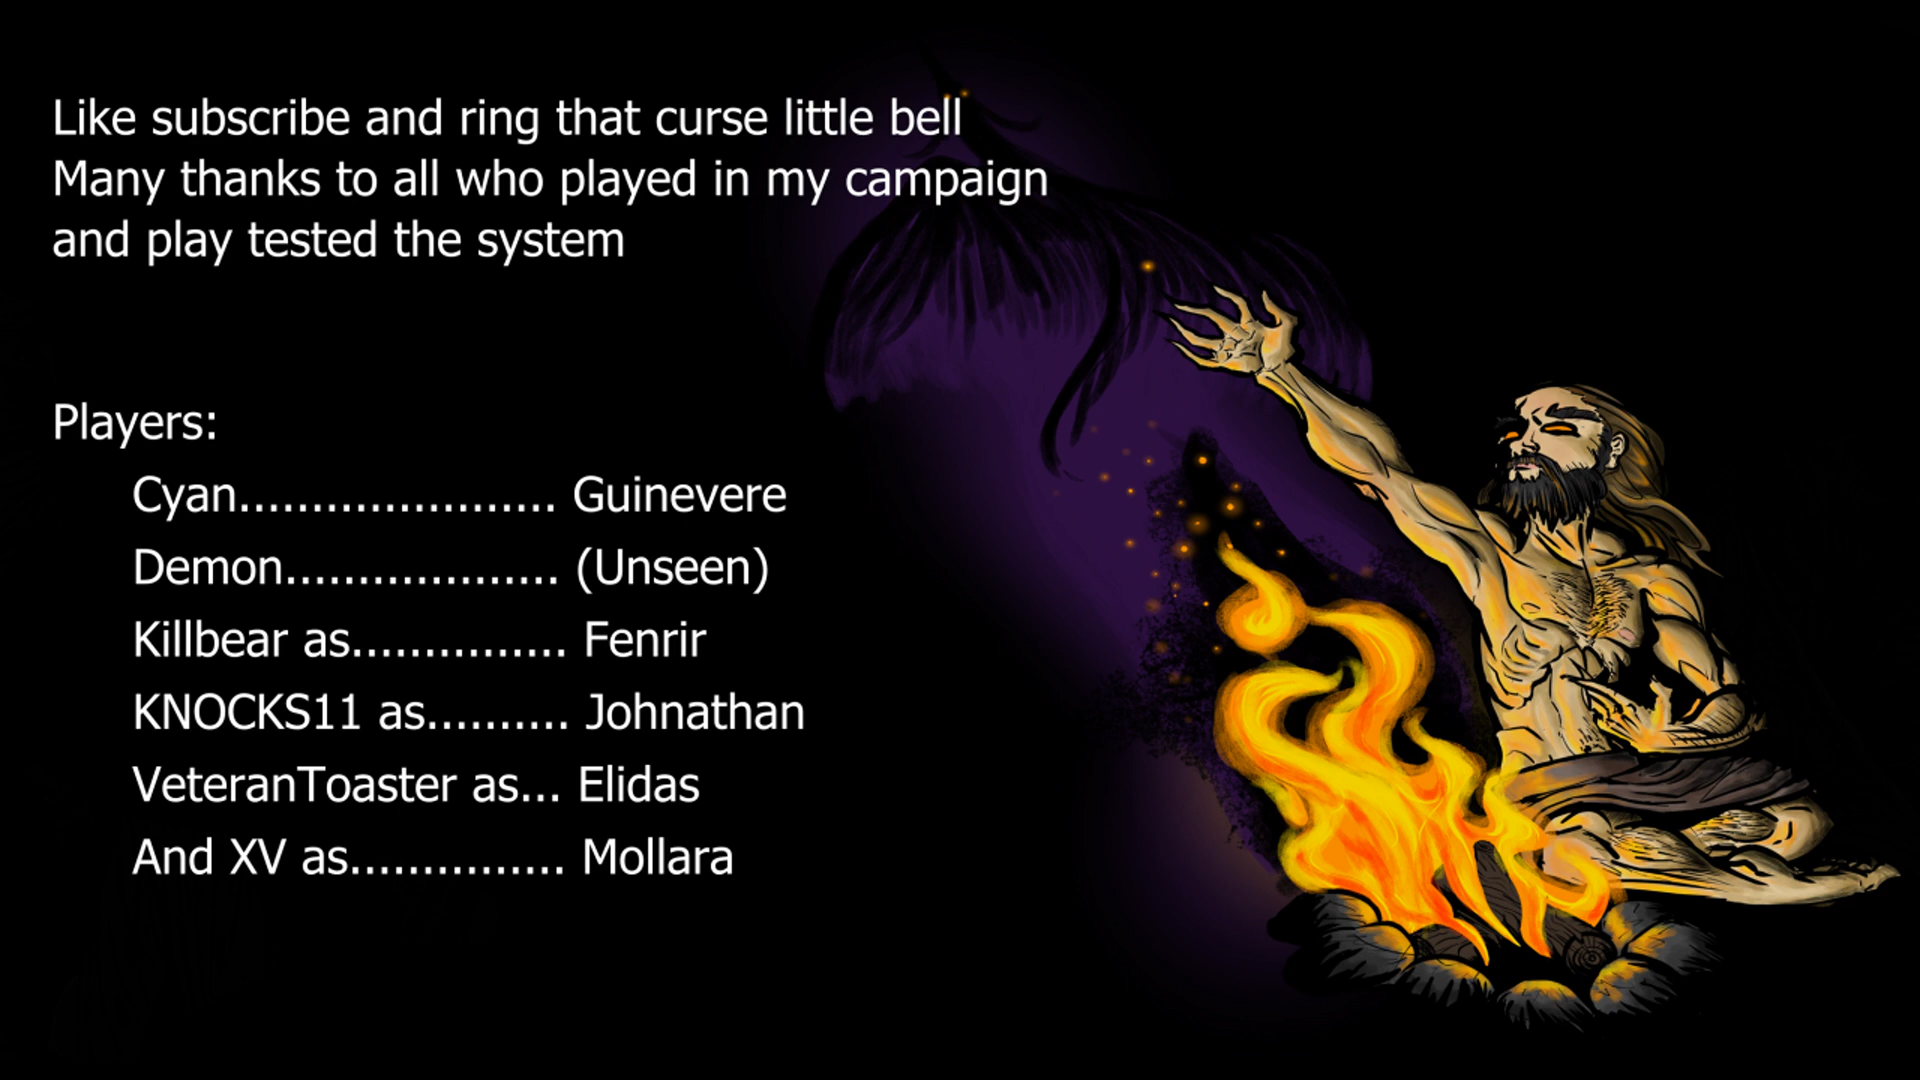 Like subscribe and ring that curse little bell
Many thanks to all who played in my campaign
and play tested the system
Players:
Cyan...................... Guinevere
Demon................... (Unseen)
Killbear as............... Fenrir
KNOCKS11 as.......... Johnathan
VeteranToaster as... Elidas
And XV as............... Mollara